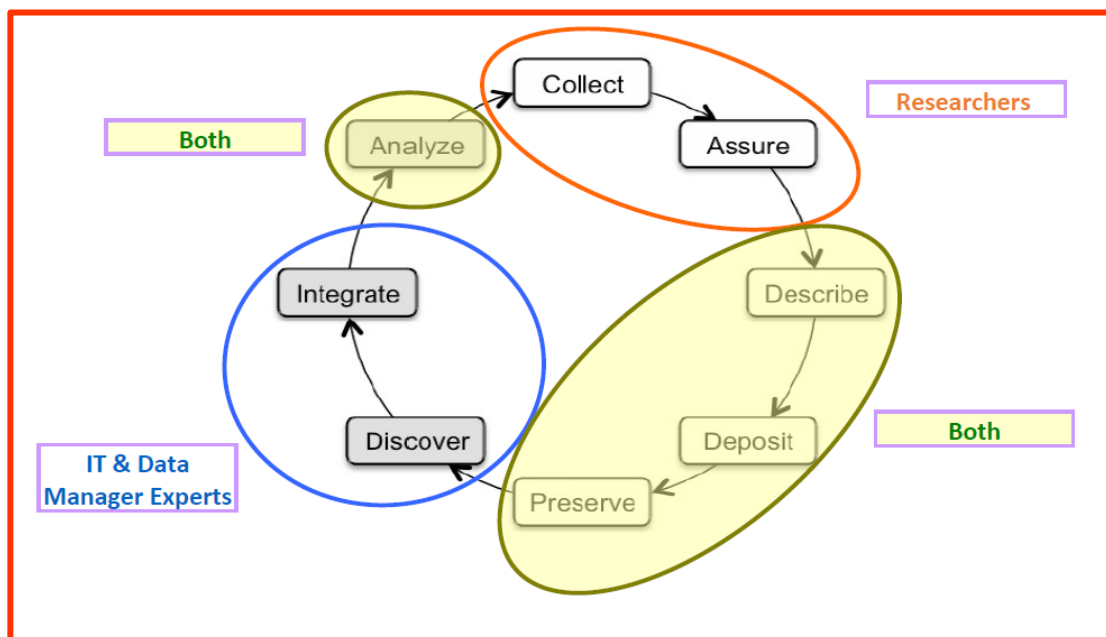 Collect
Researchers
Both
Analyze
Assure
Integrate
Describe
Discover
Deposit
Both
IT & Data
Manager Experts
Preserve